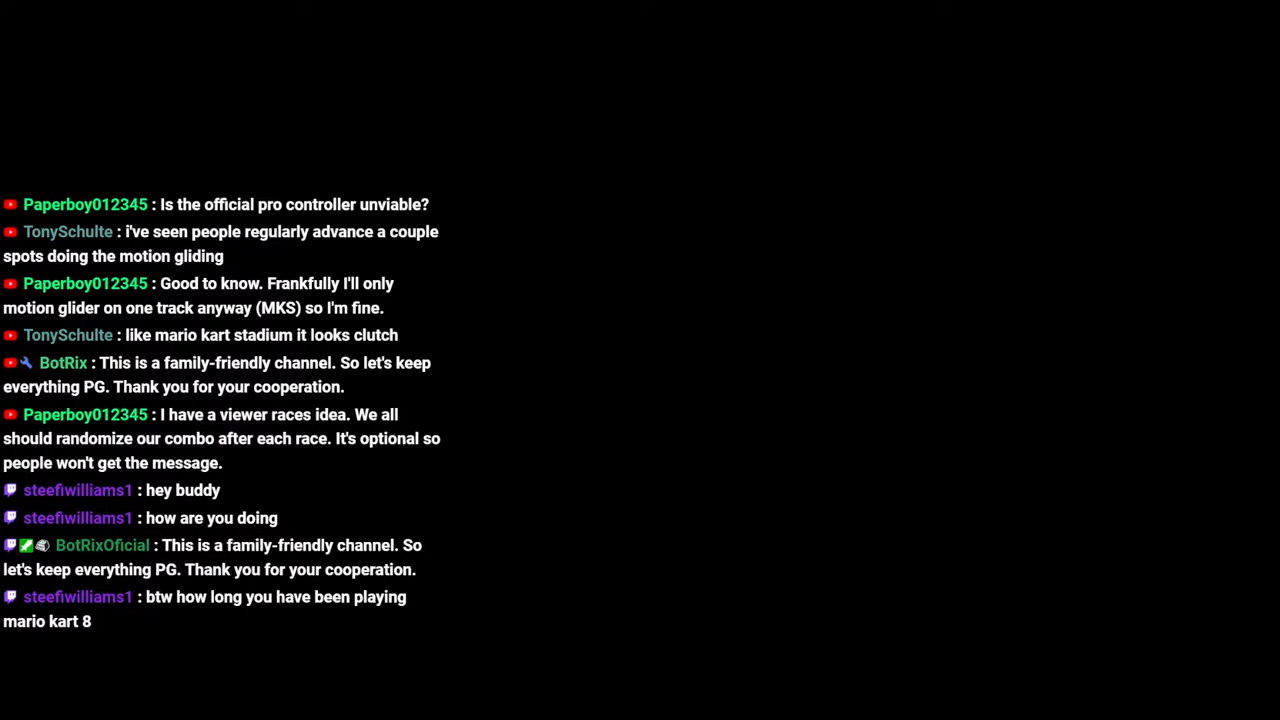 Paperboy012345 : Is the official pro controller unviable?
TonySchulte : i've seen people regularly advance a couple
spots doing the motion gliding
Paperboy012345 : Good to know. Frankfully I'll only
motion glider on one track anyway (MKS) so I'm fine.
TonySchulte : like mario kart stadium it looks clutch
BotRix : This is a family-friendly channel. So let's keep
everything PG. Thank you for your cooperation.
Paperboy012345 : I have a viewer races idea. We all
should randomize our combo after each race. It's optional so
people won't get the message.
steefiwilliams1 : hey buddy
steefiwilliams1 : how are you doing
BotRixOficial : This is a family-friendly channel. So
let's keep everything PG. Thank you for your cooperation.
steefiwilliams1 : btw how long you have been playing
mario kart 8